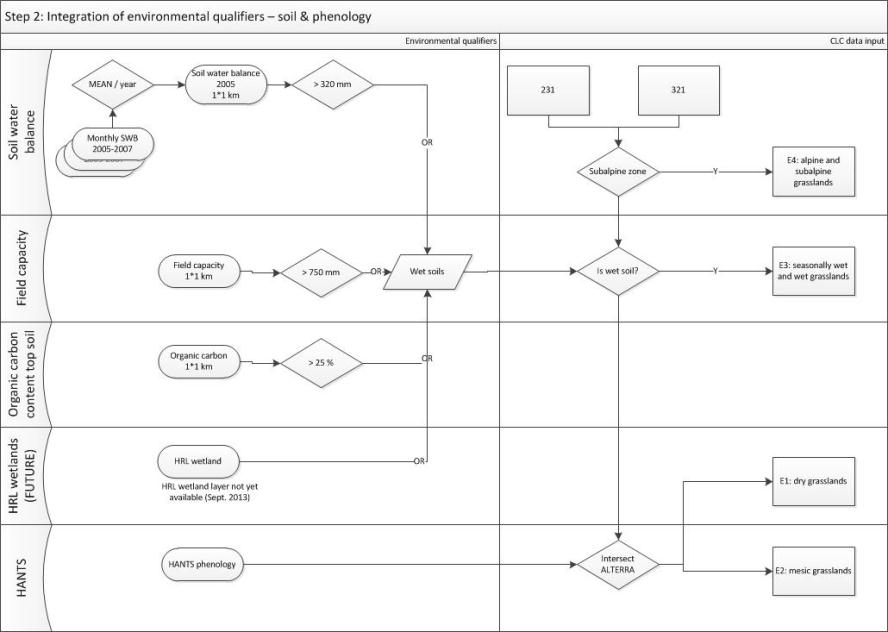 Step 2: Integration of environmental qualifiers – soil & phenology
Environmental qualifiers
CLC data input
Soil water
balance
MEAN / year
Soil water balance
2005
1*1 km
> 320 mm
Monthly SWB
2005-2007
OR
231
321
Subalpine zone
Y
E4: alpine and
subalpine
grasslands
Field capacity
Field capacity
1*1 km
> 750 mm
OR
Wet soils
Is wet soil?
Y
E3: seasonally wet
and wet grasslands
Organic carbon
content top soil
Organic carbon
1*1 km
> 25 %
OR
HRL wetlands
(FUTURE)
HRL wetland
OR
HRL wetland layer not yet
available (Sept. 2013)
E1: dry grasslands
HANTS
HANTS phenology
Intersect
ALTERRA
E2: mesic grasslands